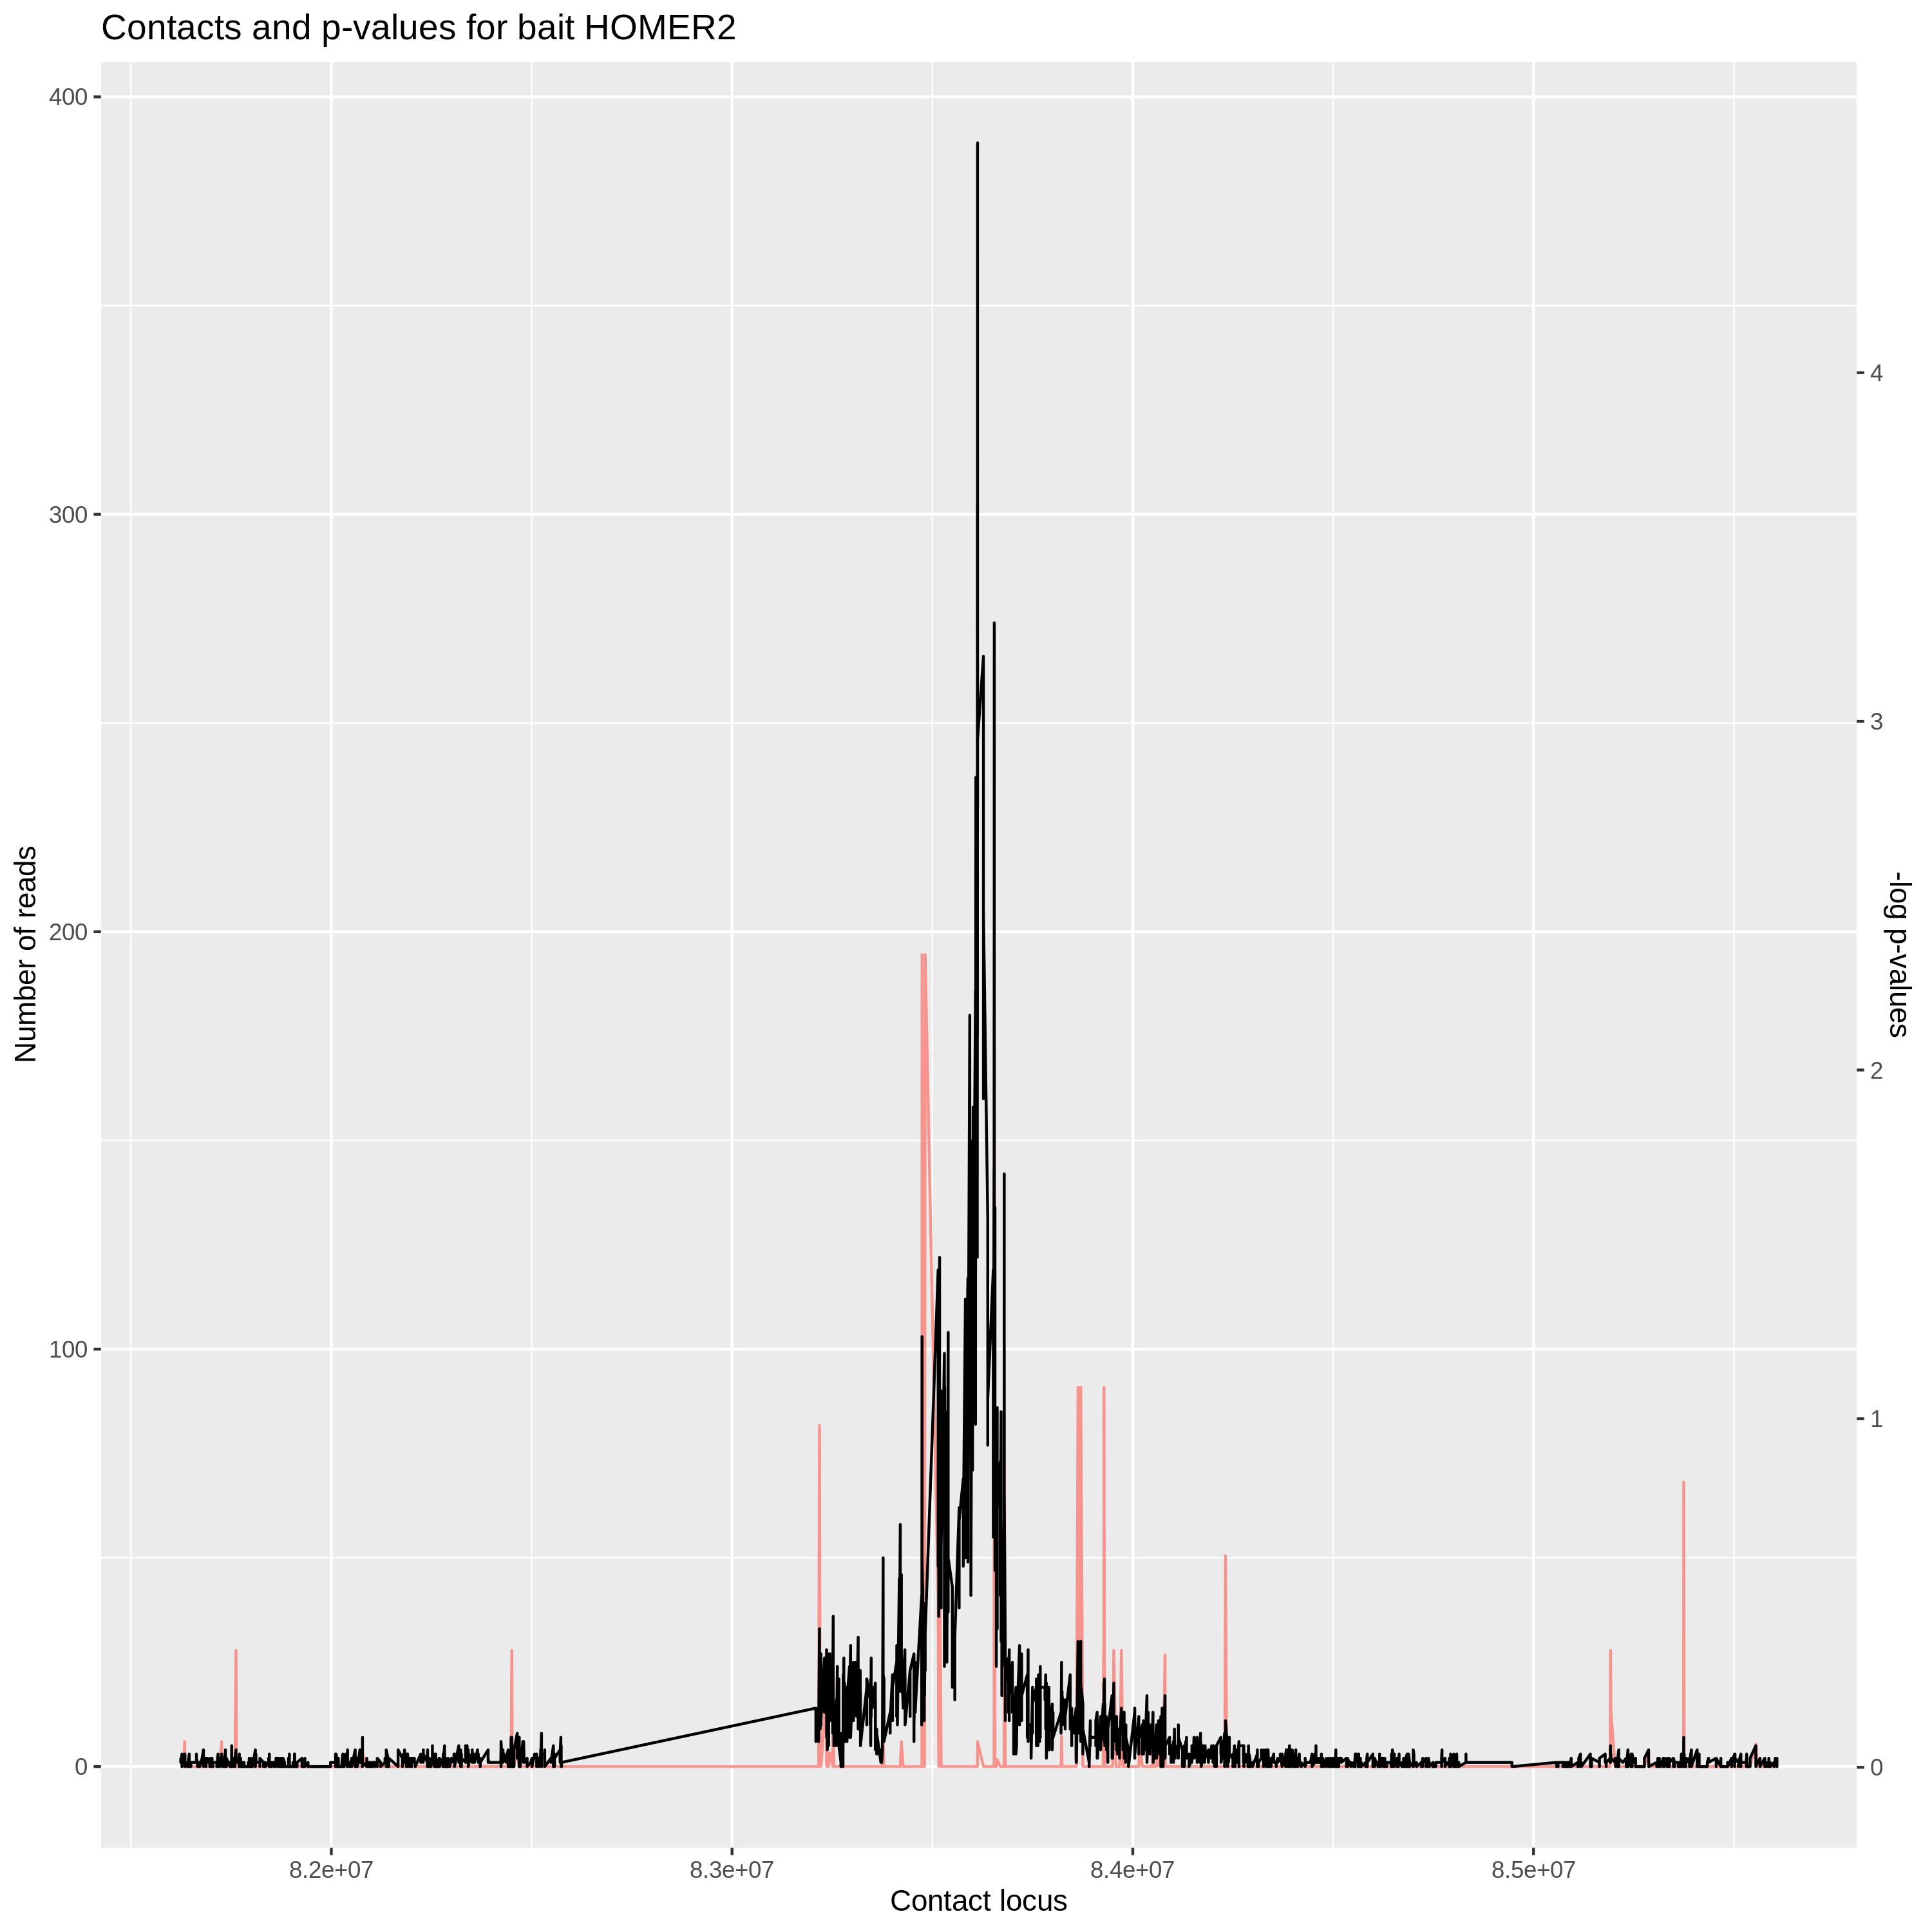 Contacts and p-values for bait HOMER2
400
300
200
100
0
Number of reads
4
3
2
1
0
-log p-values
8.2e+07
8.3e+07
8.4e+07
8.5e+07
Contact locus